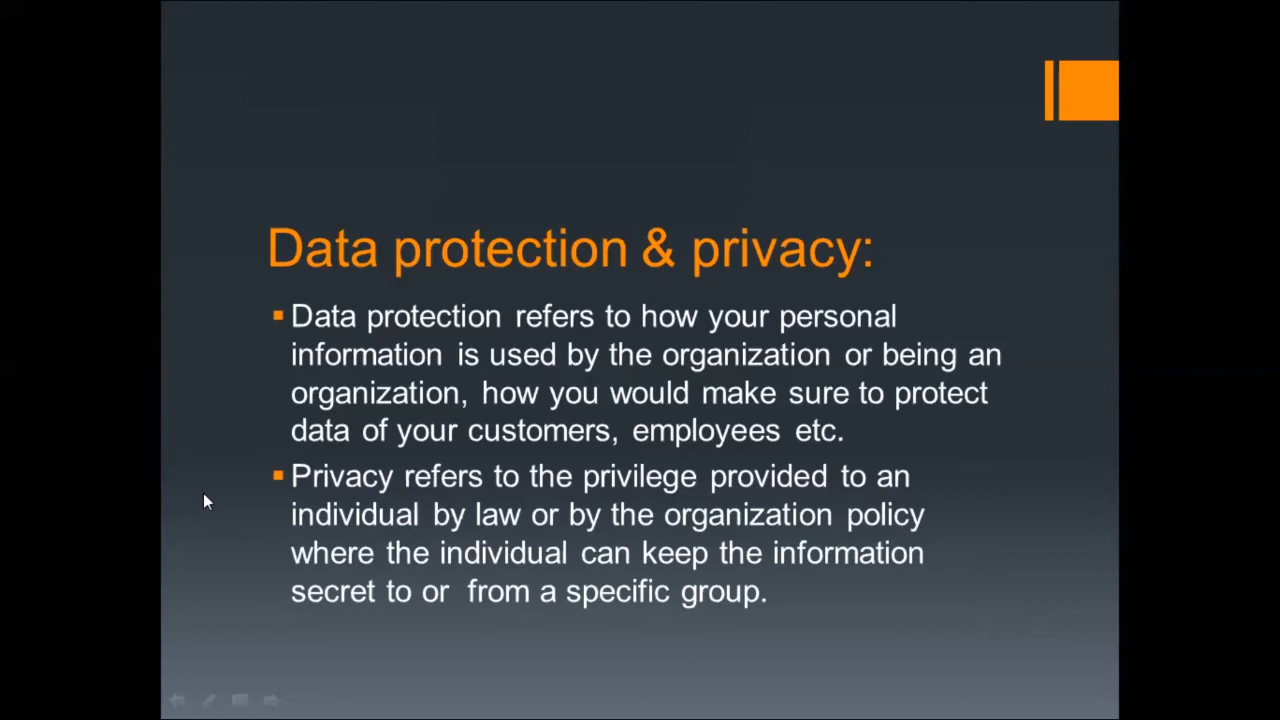 Data protection & privacy:
Data protection refers to how your personal
information is used by the organization or being an
organization, how you would make sure to protect
data of your customers, employees etc.
Privacy refers to the privilege provided to an
individual by law or by the organization policy
where the individual can keep the information
secret to or from a specific group.